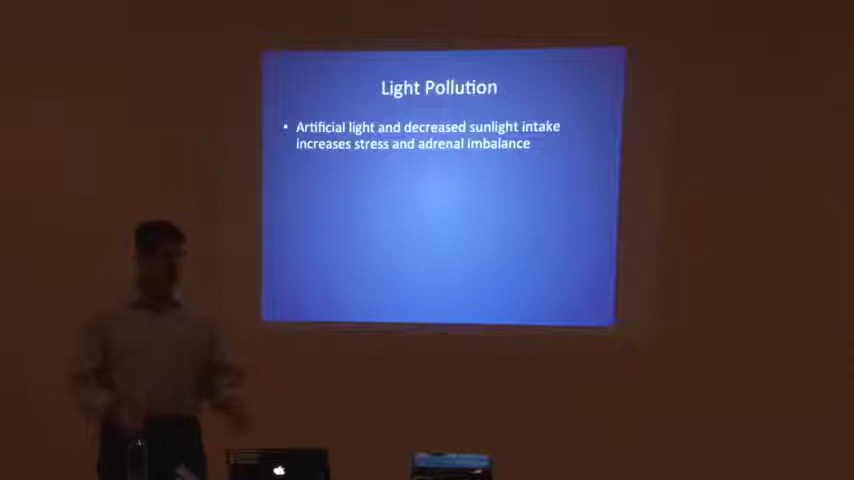 Light Pollution
• Artificial light and decreased sunlight intake
increases stress and adrenal imbalance